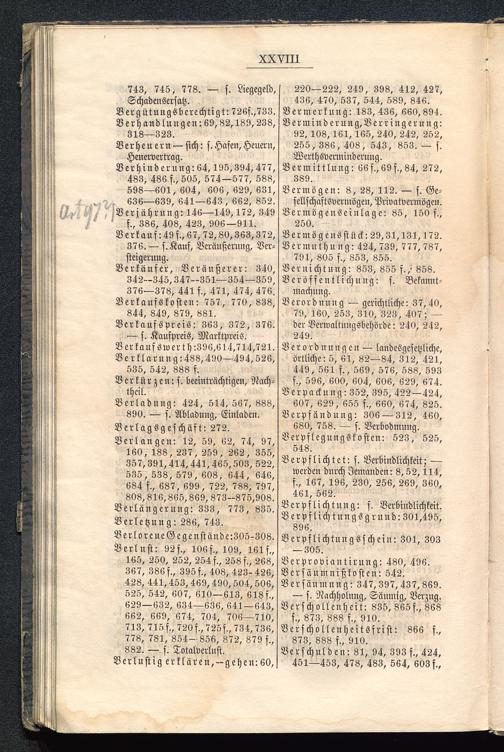 XXVIII
743, 745, 778. — ſ. Liegegeld,
Schadensersatz.
Vergütungsberechtigt: 726f., 733.
Verhandlungen: 69, 82, 189, 238,
318—323.
Verheuern — ſich: ſ. Hafen, Heuern,
Heuervertrag.
Verhinderung: 64, 195, 394, 477,
483, 486 f., 505, 574—577, 588,
598—601, 604, 606, 629, 631,
636—639, 641—643, 662, 852.
Verjährung: 146—149, 172, 349
f., 386, 408, 423, 906—911.
Verkauf: 49 f., 67, 72, 80, 363, 372,
376. — ſ. Kauf, Veräußerung, Ver-
ſteigerung.
Verkäufer, Veräußerer: 340,
342--345, 347--351—354—359,
376—378, 441 f., 471, 474, 476.
Verkaufskoſten: 757, 770, 838,
844, 849, 879, 881.
Verkaufspreis: 363, 372, 376.
— ſ. Kaufpreis, Marktpreis.
Verkaufswerth: 396, 614, 714, 721.
Verklarung: 488, 490—494, 526,
535, 542, 888 f.
Verkürzen: ſ. beeinträchtigen, Nach-
theil.
Verladung: 424, 514, 567, 888,
890. — ſ. Abladung, Einladen.
Verlagsgeſchäft: 272.
Verlangen: 12, 59, 62, 74, 97,
160, 188, 237, 259, 262, 355,
357, 391, 414, 441, 465, 503, 522,
535, 538, 579, 608, 644, 646,
684 f., 687, 699, 722, 788, 797,
808, 816, 865, 869, 873--875, 908.
Verlängerung: 333, 773, 835.
Verletzung: 286, 743.
Verlorene Gegenſtände: 305-308.
Verluſt: 92 f., 106 f., 109, 161 f.,
165, 250, 252, 254 f., 258 f., 268,
367, 386 f., 395 f., 408, 423-426,
428, 441, 453, 469, 490, 504, 506,
525, 542, 607, 610—613, 618 f.,
629—632, 634—636, 641—643,
662, 669, 674, 704, 706—710,
713, 715 f., 720 f., 725 f., 734, 736,
778, 781, 854—856, 872, 879 f.,
882. — ſ. Totalverluſt.
Verluſtig erklären, — gehen: 60,
220—222, 249, 398, 412, 427,
436, 470, 537, 544, 589, 846.
Vermerkung: 183, 436, 660, 894.
Verminderung, Verringerung:
92, 108, 161, 165, 240, 242, 252,
255, 386, 408, 543, 853. — ſ.
Werthsverminderung.
Vermittlung: 66 f., 69 f., 84, 272,
389.
Vermögen: 8, 28, 112. — ſ. Ge-
ſellſchaftsvermögen, Privatvermögen.
Vermögenseinlage: 85, 150 f.,
250.
Vermögensſtück: 29, 31, 131, 172.
Vermuthung: 424, 739, 777, 787,
791, 805 f., 853, 855.
Vernichtung: 853, 855 f., 858.
Veröffentlichung: ſ. Bekannt-
machung.
Verordnung — gerichtliche: 37, 40,
79, 160, 253, 310, 323, 407; —
der Verwaltungsbehörde: 240, 242,
249.
Verordnungen — landesgeſetzliche,
örtliche: 5, 61, 82—84, 312, 421,
449, 561 f., 569, 576, 588, 593
f., 596, 600, 604, 606, 629, 674.
Verpackung: 352, 395, 422—424,
607, 629, 655 f., 660, 674, 825.
Verpfändung: 306—312, 460,
680, 758. — ſ. Verbodmung.
Verpflegungskoſten: 523, 525,
548.
Verpflichtet: ſ. Verbindlichkeit; —
werden durch Jemanden: 8, 52, 114,
f., 167, 196, 230, 256, 269, 360,
461, 562.
Verpflichtung: ſ. Verbindlichkeit.
Verpflichtungsgrund: 301, 495,
896.
Verpflichtungsſchein: 301, 303
—305.
Verproviantirung: 480, 496.
Verſäumnißkoſten: 542.
Verſäumung: 347, 397, 437, 869.
— ſ. Nachholung, Säumig, Verzug.
Verſchollenheit: 835, 865 f., 868
f., 873, 888 f., 910.
Verſchollenheitsfriſt: 866 f.,
873, 888 f., 910.
Verſchulden: 81, 94, 393 f., 424,
451—453, 478, 483, 564, 603 f.,